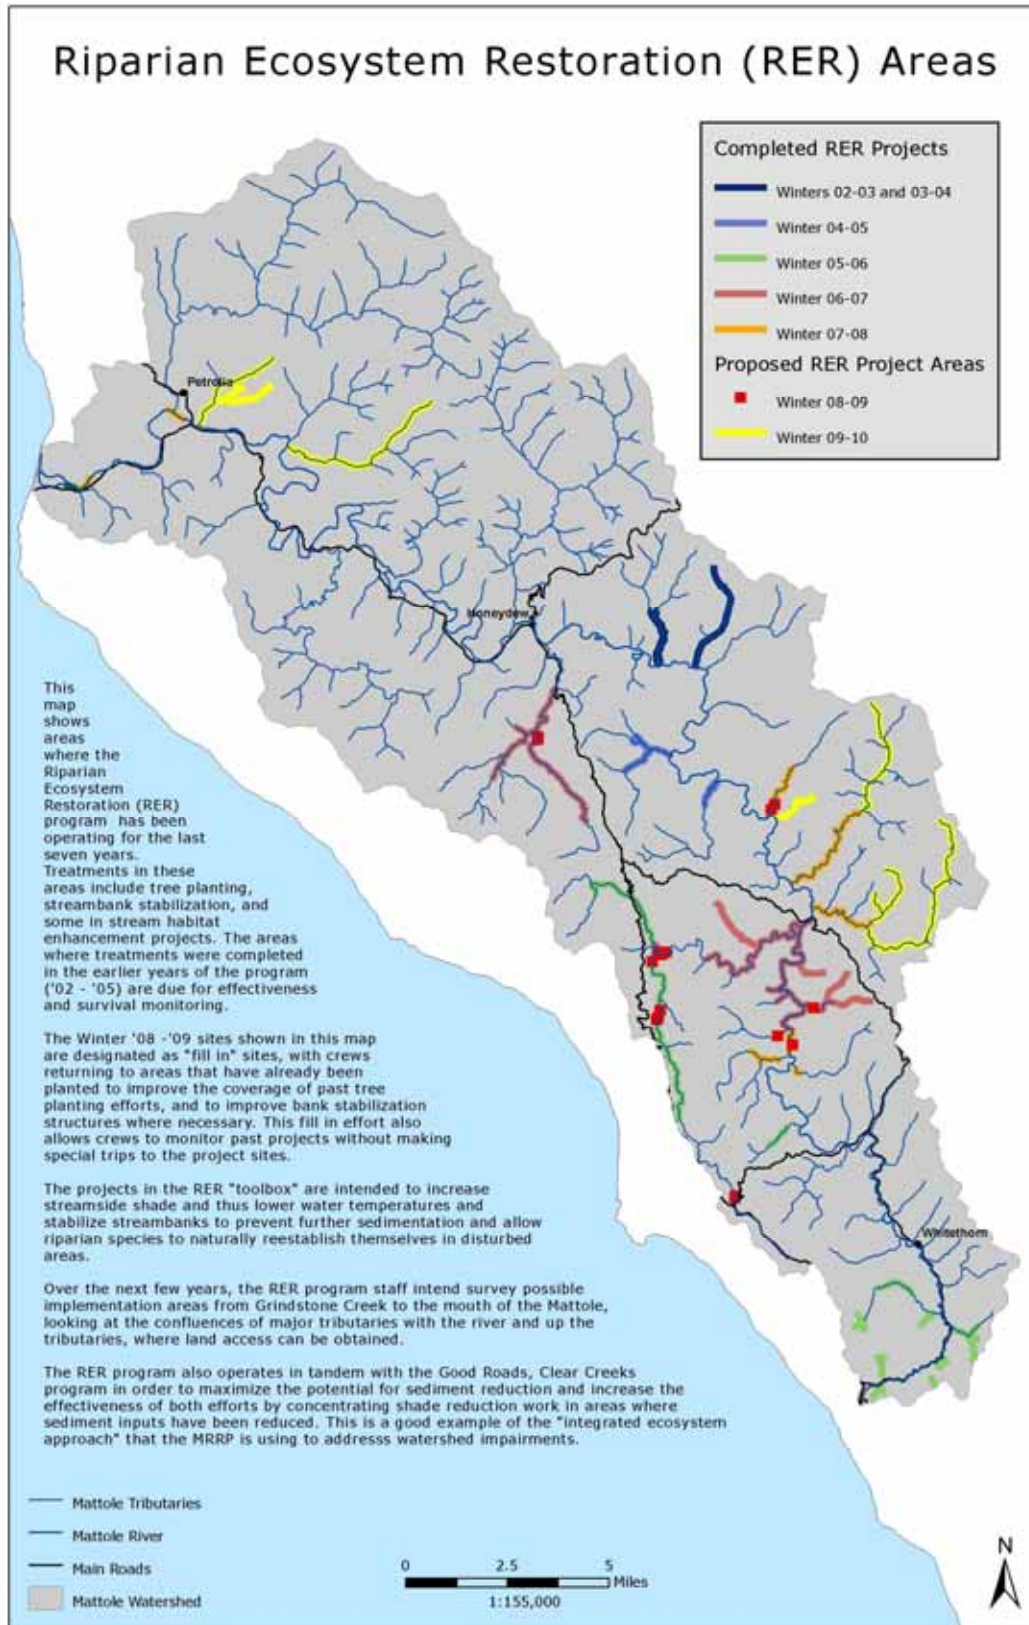 Riparian Ecosystem Restoration (RER) Areas
Completed RER Projects
Winters 02-03 and 03-04
Winter 04-05
Winter 05-06
Winter 06-07
Winter 07-08
Proposed RER Project Areas
Winter 08-09
Winter 09-10
Petrolia
Honeydew
Whitethorn
This
map
shows
areas
where the
Riparian
Ecosystem
Restoration (RER)
program has been
operating for the last
seven years.
Treatments in these
areas include tree planting,
streambank stabilization, and
some in stream habitat
enhancement projects. The areas
where treatments were completed
in the earlier years of the program
('02 - '05) are due for effectiveness
and survival monitoring.
The Winter '08 -'09 sites shown in this map
are designated as "fill in" sites, with crews
returning to areas that have already been
planted to improve the coverage of past tree
planting efforts, and to improve bank stabilization
structures where necessary. This fill in effort also
allows crews to monitor past projects without making
special trips to the project sites.
The projects in the RER "toolbox" are intended to increase
streamside shade and thus lower water temperatures and
stabilize streambanks to prevent further sedimentation and allow
riparian species to naturally reestablish themselves in disturbed
areas.
Over the next few years, the RER program staff intend survey possible
implementation areas from Grindstone Creek to the mouth of the Mattole,
looking at the confluences of major tributaries with the river and up the
tributaries, where land access can be obtained.
The RER program also operates in tandem with the Good Roads, Clear Creeks
program in order to maximize the potential for sediment reduction and increase the
effectiveness of both efforts by concentrating shade reduction work in areas where
sediment inputs have been reduced. This is a good example of the "integrated ecosystem
approach" that the MRRP is using to addresss watershed impairments.
Mattole Tributaries
Mattole River
Main Roads
Mattole Watershed
0 2.5 5
Miles
1:155,000
N